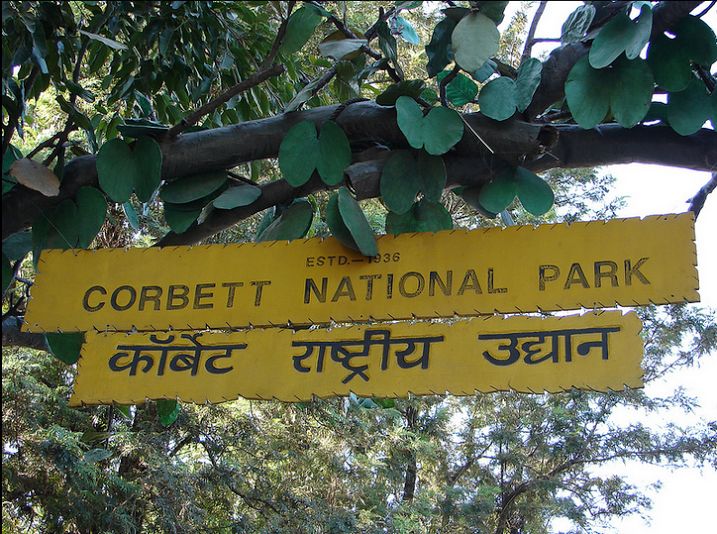 ESTD.—1936
CORBETT NATIONAL PARK
कॉर्बेट राष्ट्रीय उद्यान